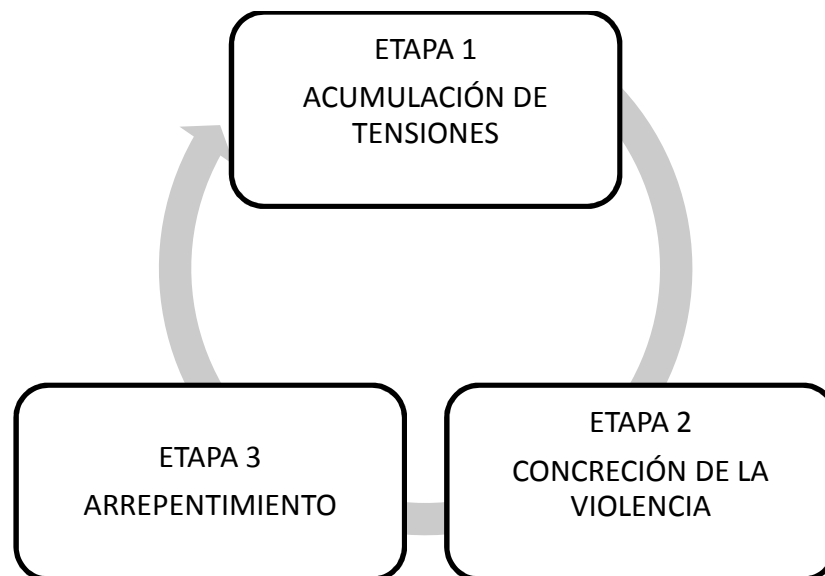 ETAPA 1
ACUMULACIÓN DE
TENSIONES
ETAPA 2
CONCRECIÓN DE LA
VIOLENCIA
ETAPA 3
ARREPENTIMIENTO